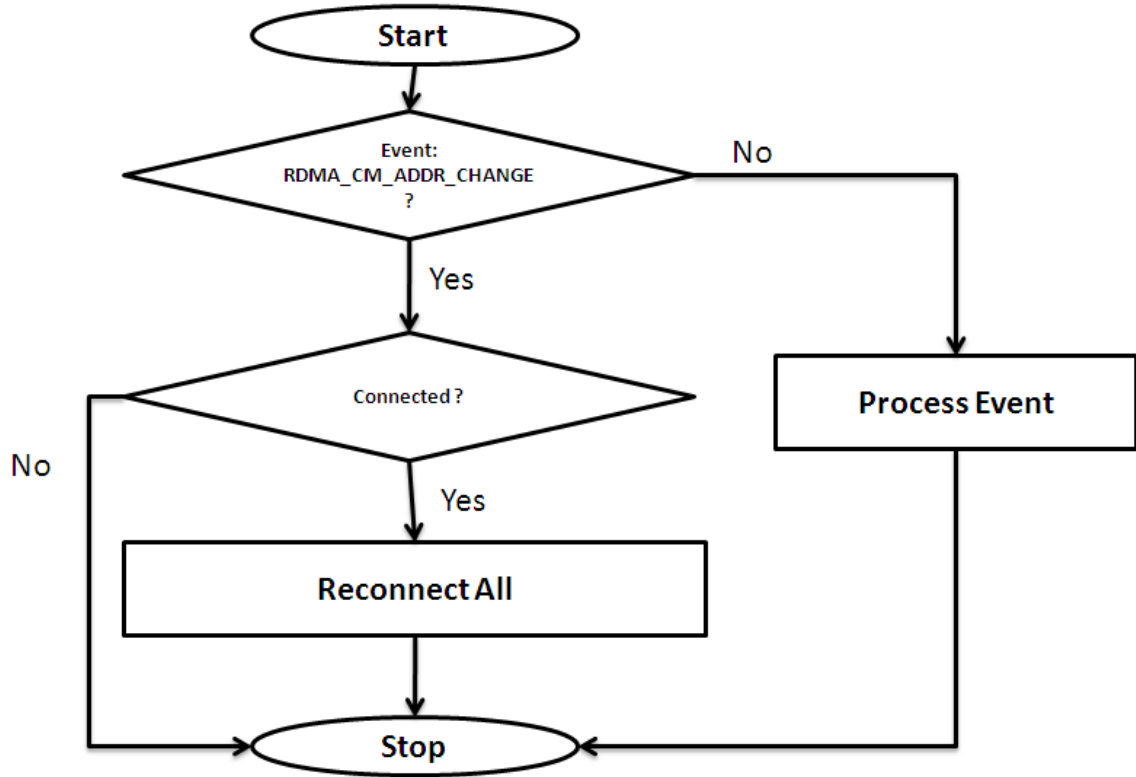 Start
Event:
RDMA_CM_ADDR_CHANGE
?
No
Yes
Connected ?
Process Event
No
Yes
Reconnect All
Stop